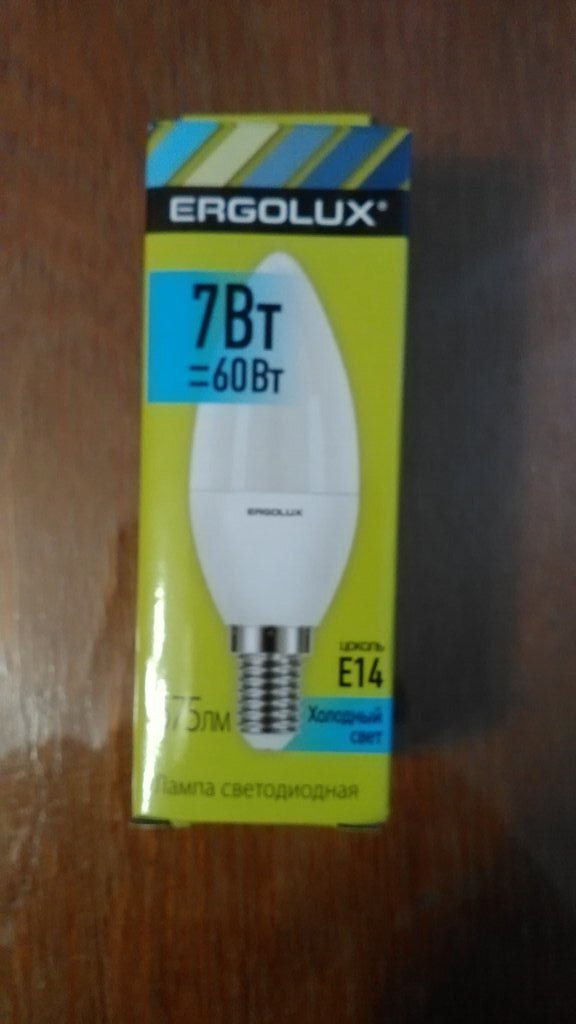 ERGOLUX®
7Вт
=60Вт
ERGOLUX
цоколь
E14
Холодный
свет
Лампа светодиодная